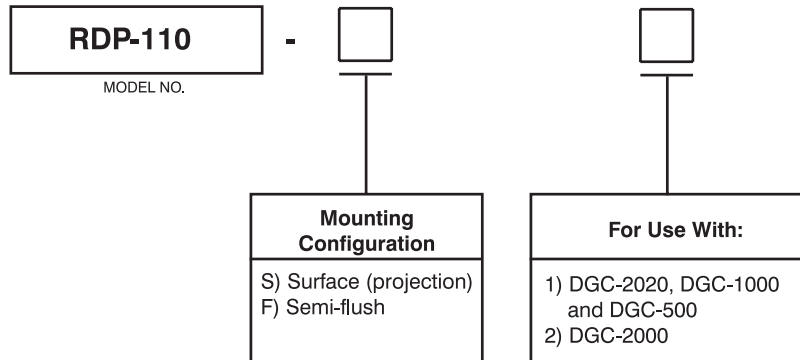 RDP-110 -
MODEL NO.
Mounting
Configuration
S) Surface (projection)
F) Semi-flush
For Use With:
1) DGC-2020, DGC-1000
and DGC-500
2) DGC-2000